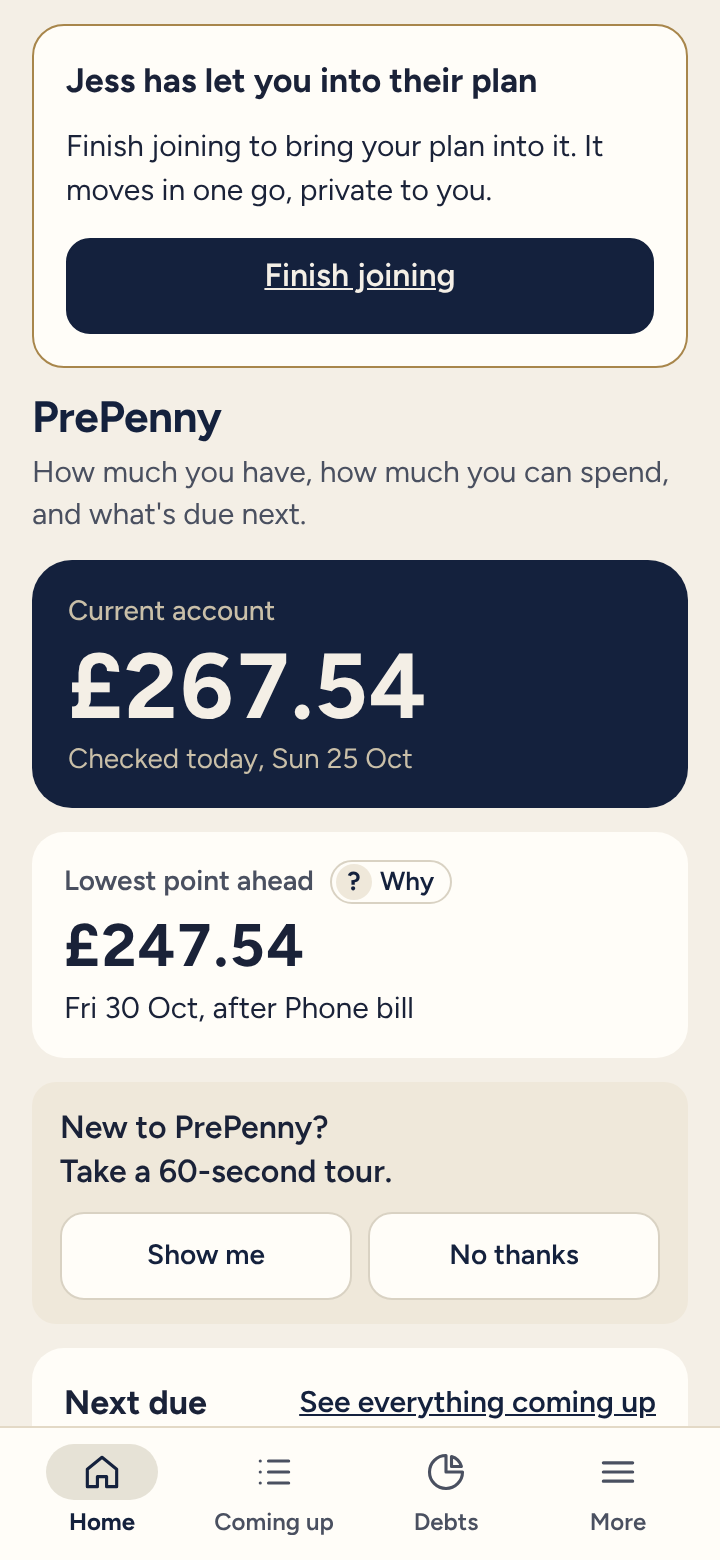 Jess has let you into their plan
Finish joining to bring your plan into it. It
moves in one go, private to you.
Finish joining
PrePenny
How much you have, how much you can spend,
and what's due next.
Current account
£267.54
Checked today, Sun 25 Oct
Lowest point ahead ? Why
£247.54
Fri 30 Oct, after Phone bill
New to PrePenny?
Take a 60-second tour.
Show me No thanks
Next due See everything coming up
Home Coming up Debts More